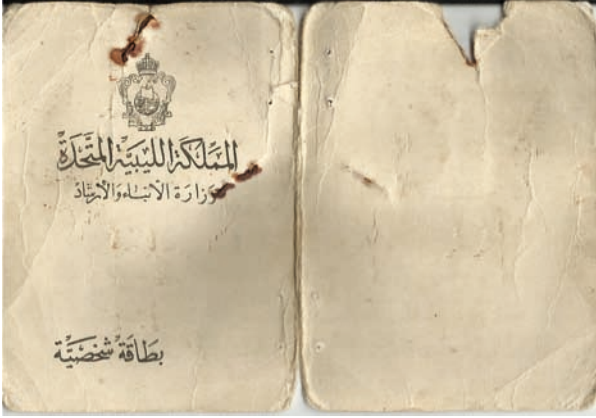 المملكة الليبية المتحدة
وزارة الأنباء والإرشاد
بطاقة شخصية